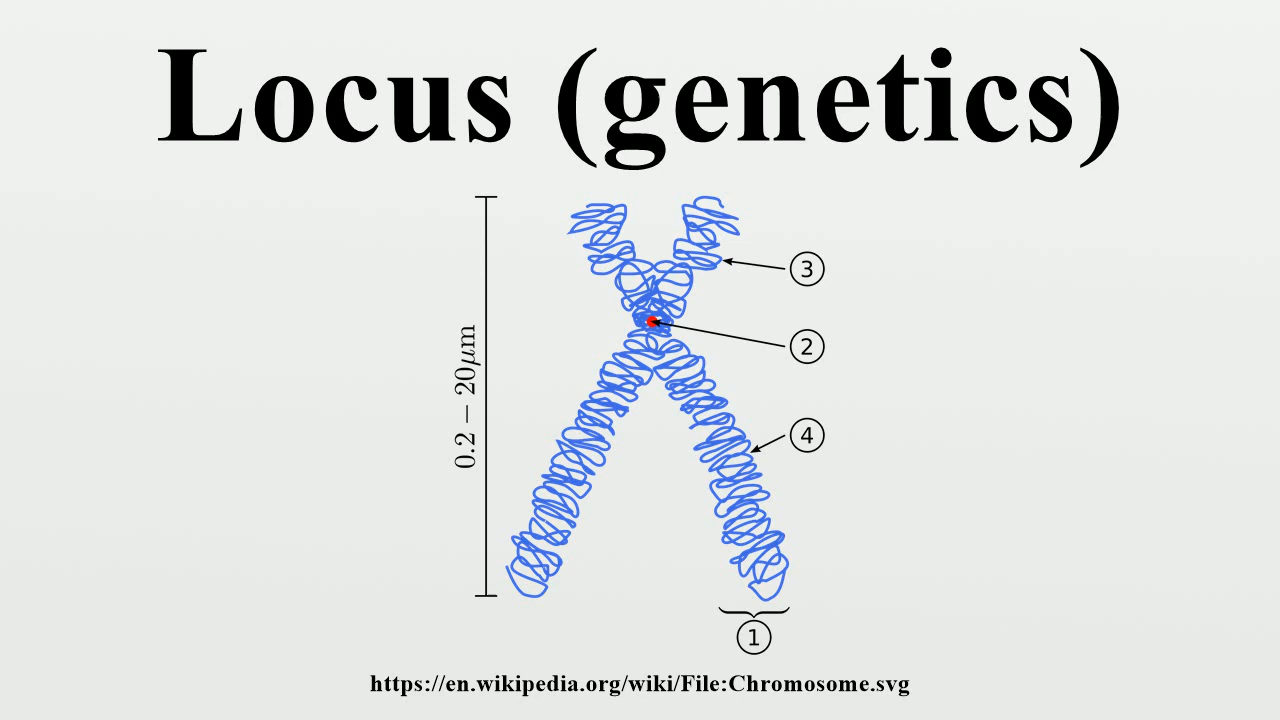 Locus (genetics)
0.2 – 20μm
3
2
4
1
https://en.wikipedia.org/wiki/File:Chromosome.svg